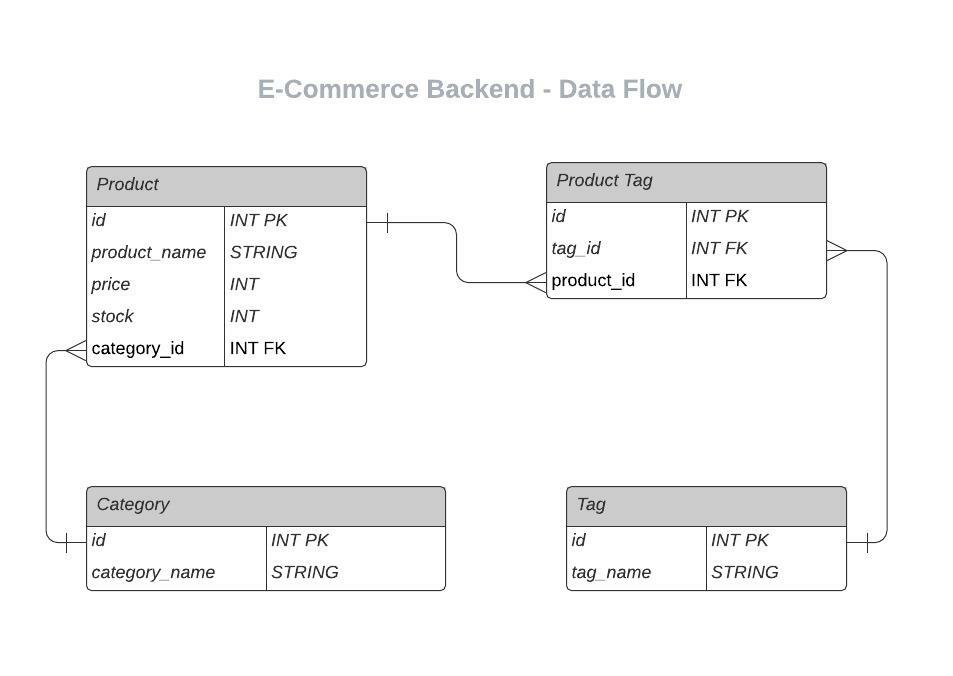 E-Commerce Backend - Data Flow
Product
id INT PK
product_name STRING
price INT
stock INT
category_id INT FK
Product Tag
id INT PK
tag_id INT FK
product_id INT FK
Category
id INT PK
category_name STRING
Tag
id INT PK
tag_name STRING